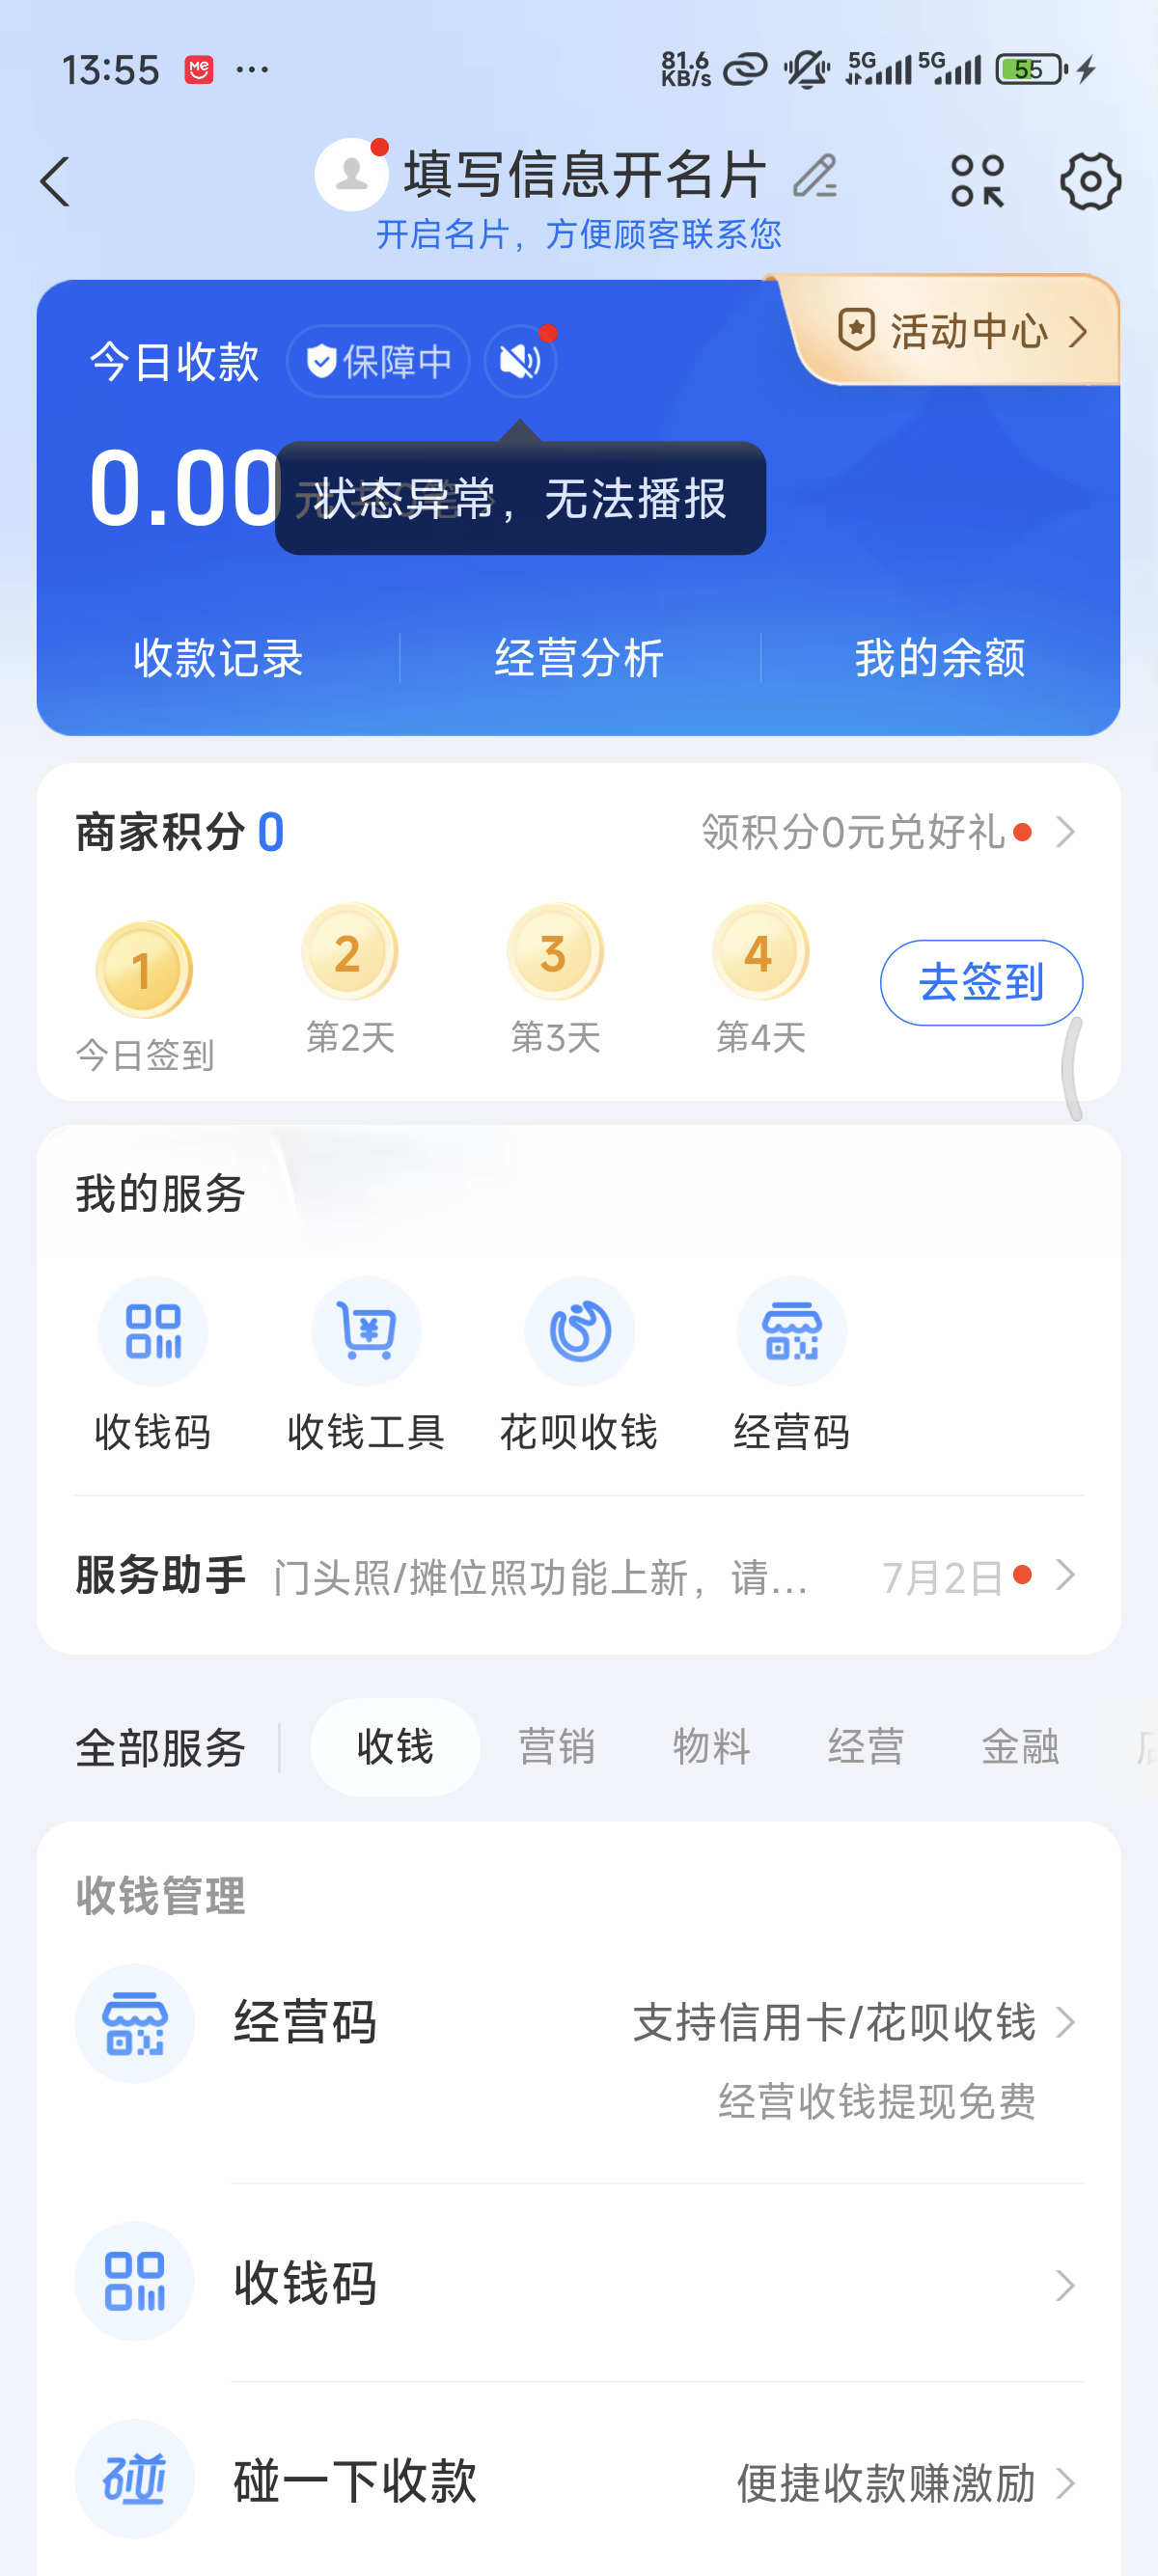 13:55 Me ... 81.6 KB/s 5G 5G 55
填写信息开名片
开启名片，方便顾客联系您
活动中心
今日收款 保障中
0.00 元 共0笔
状态异常，无法播报
收款记录 经营分析 我的余额
商家积分 0 领积分0元兑好礼
1 2 3 4
今日签到 第2天 第3天 第4天 去签到
我的服务
收钱码 收钱工具 花呗收钱 经营码
服务助手 门头照/摊位照功能上新，请... 7月2日
全部服务 收钱 营销 物料 经营 金融
收钱管理
经营码 支持信用卡/花呗收钱
经营收钱提现免费
收钱码
碰 碰一下收款 便捷收款赚激励